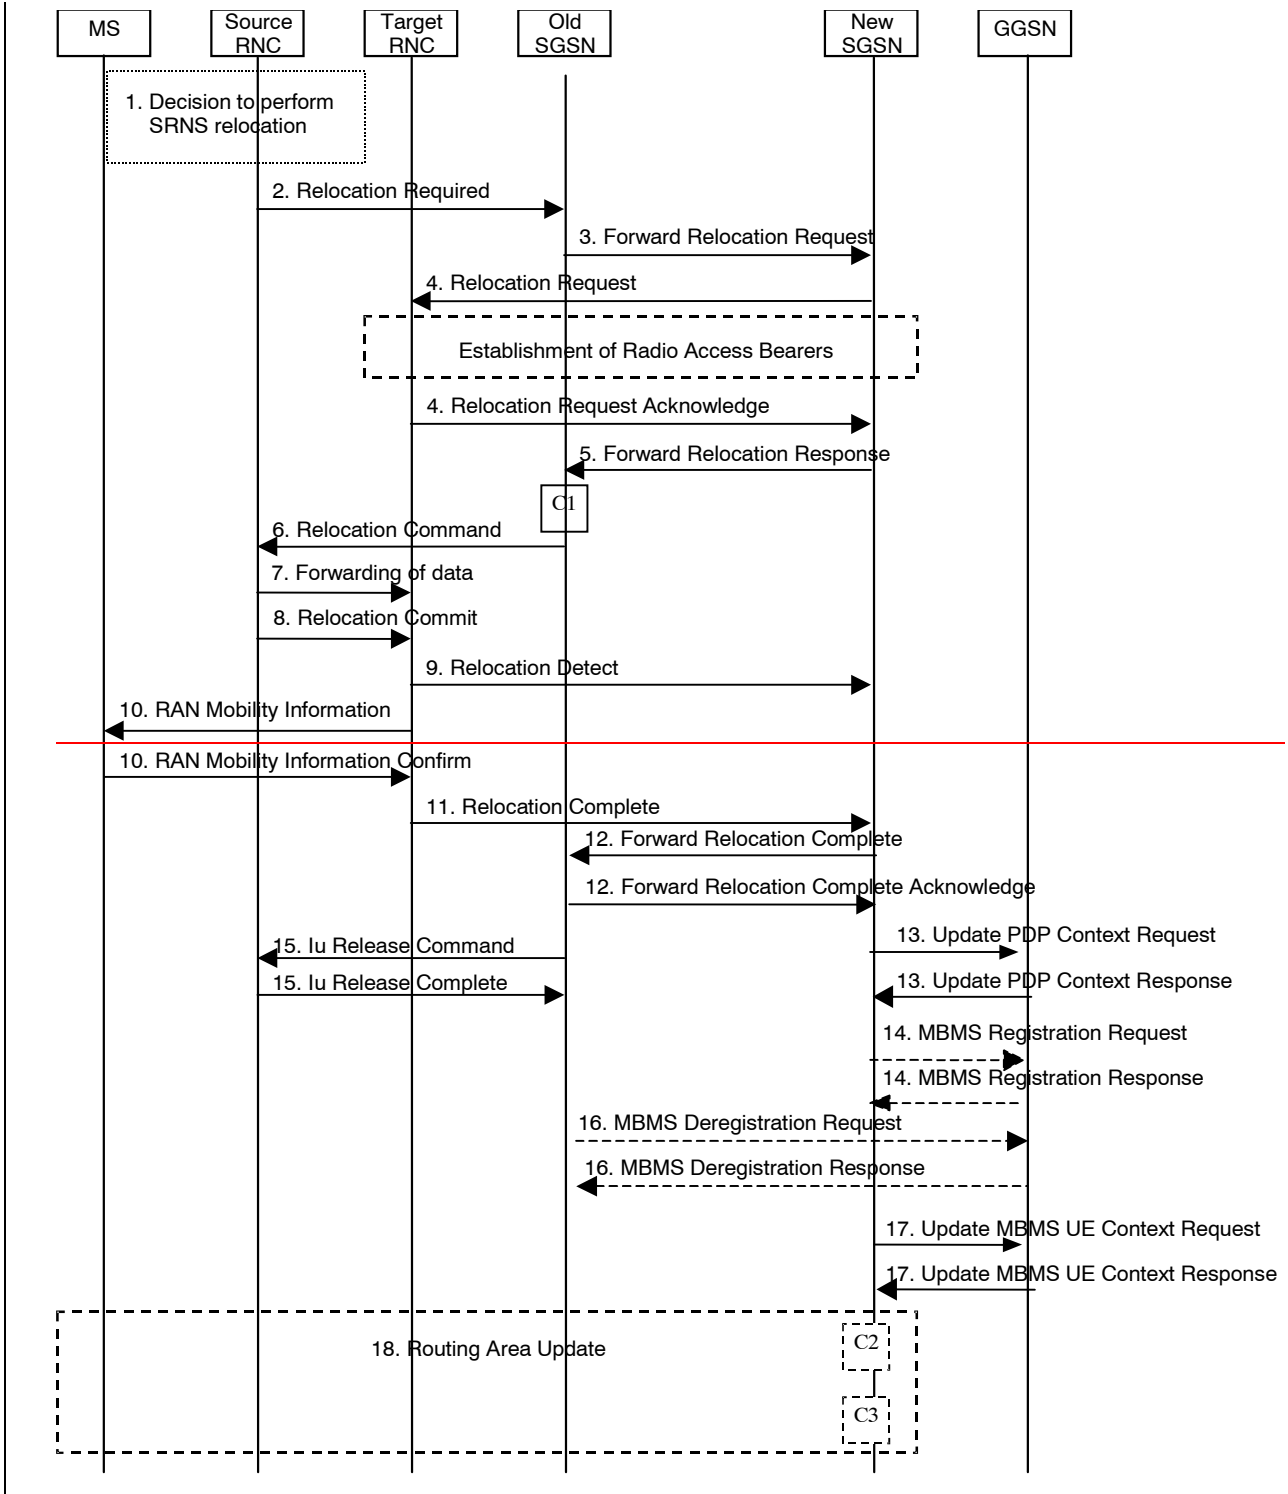 MS
Source
RNC
Target
RNC
Old
SGSN
New
SGSN
GGSN
1. Decision to perform
SRNS relocation
2. Relocation Required
3. Forward Relocation Request
4. Relocation Request
Establishment of Radio Access Bearers
4. Relocation Request Acknowledge
5. Forward Relocation Response
C1
6. Relocation Command
7. Forwarding of data
8. Relocation Commit
9. Relocation Detect
10. RAN Mobility Information
10. RAN Mobility Information Confirm
11. Relocation Complete
12. Forward Relocation Complete
12. Forward Relocation Complete Acknowledge
13. Update PDP Context Request
15. Iu Release Command
13. Update PDP Context Response
15. Iu Release Complete
14. MBMS Registration Request
14. MBMS Registration Response
16. MBMS Deregistration Request
16. MBMS Deregistration Response
17. Update MBMS UE Context Request
17. Update MBMS UE Context Response
18. Routing Area Update
C2
C3